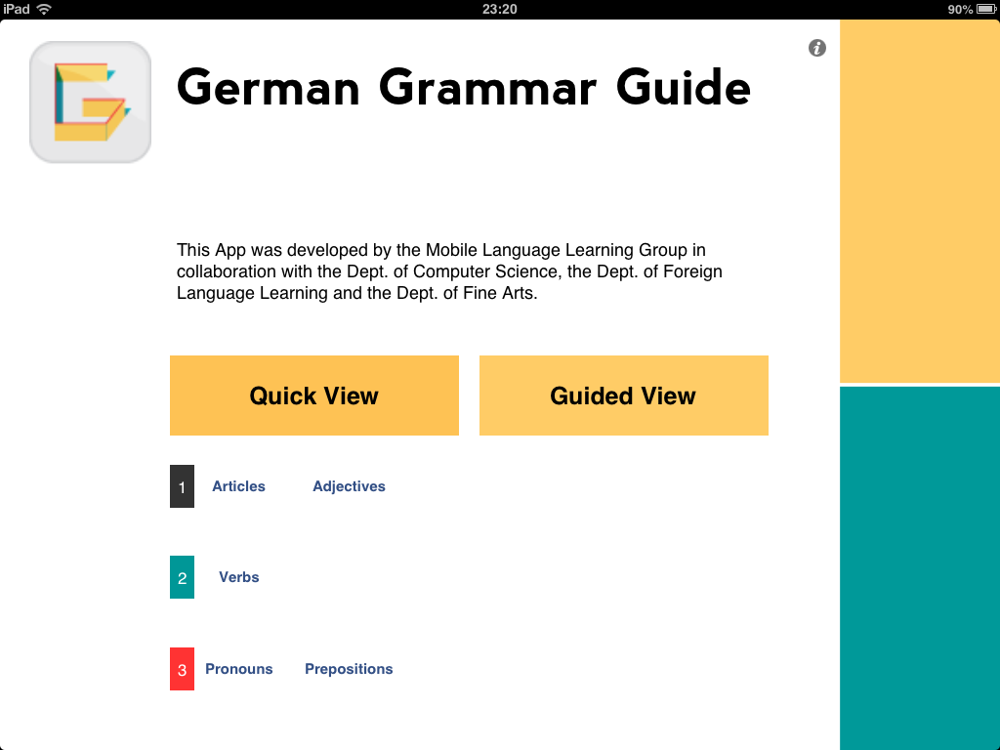 iPad 23:20 90%
German Grammar Guide
This App was developed by the Mobile Language Learning Group in
collaboration with the Dept. of Computer Science, the Dept. of Foreign
Language Learning and the Dept. of Fine Arts.
Quick View Guided View
1 Articles Adjectives
2 Verbs
3 Pronouns Prepositions